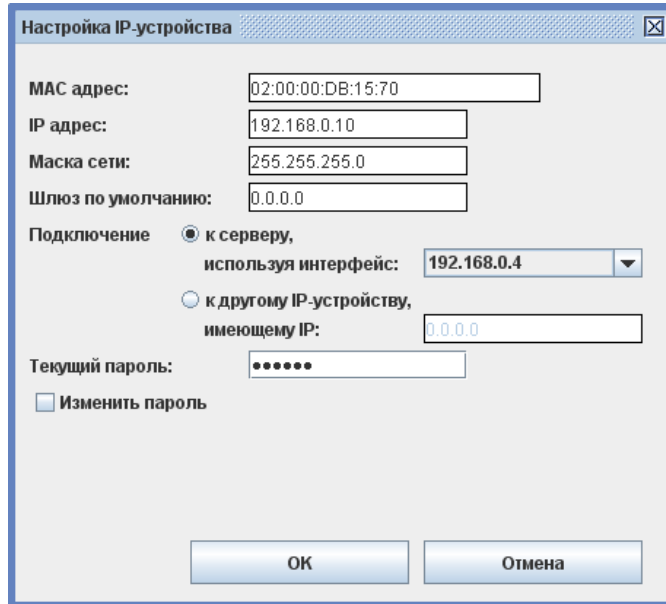 Настройка IP-устройства
MAC адрес: 02:00:00:DB:15:70
IP адрес: 192.168.0.10
Маска сети: 255.255.255.0
Шлюз по умолчанию: 0.0.0.0
Подключение к серверу,
используя интерфейс: 192.168.0.4
к другому IP-устройству,
имеющему IP: 0.0.0.0
Текущий пароль: ••••••
Изменить пароль
OK Отмена